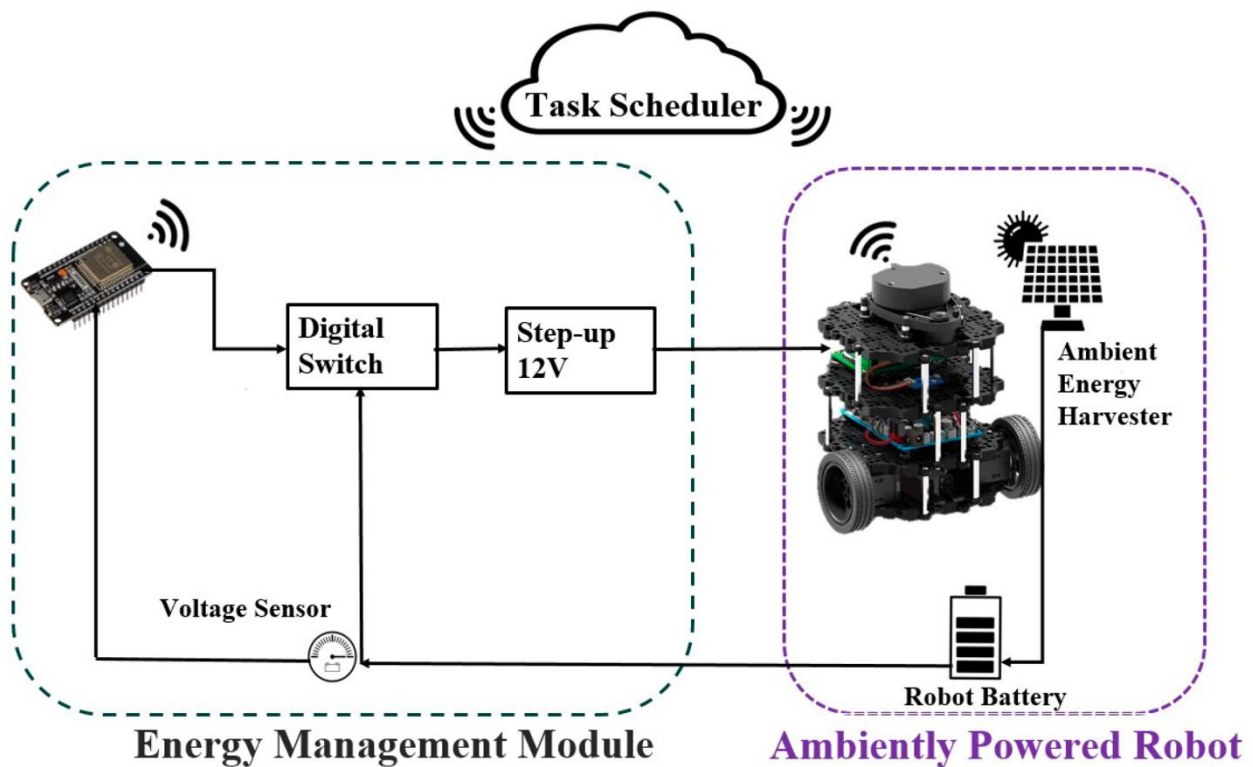 Task Scheduler
Digital
Switch
Step-up
12V
Ambient
Energy
Harvester
Voltage Sensor
Robot Battery
Energy Management Module
Ambiently Powered Robot